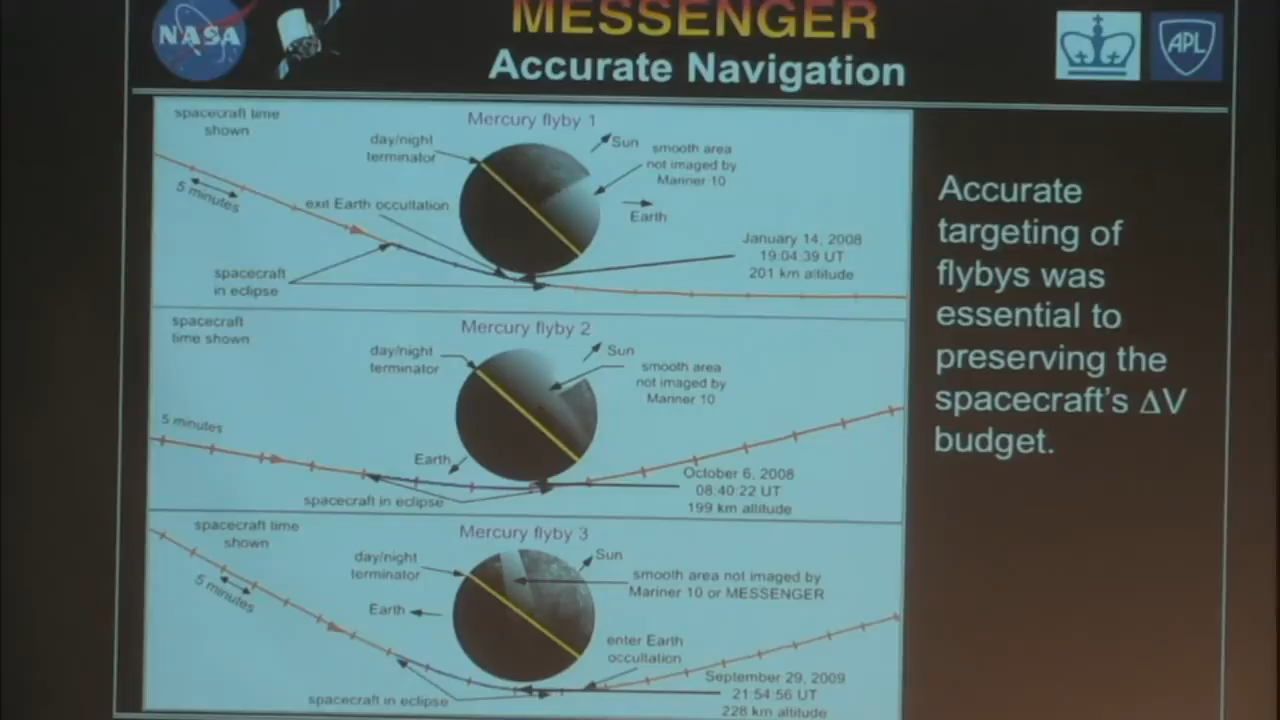 NASA
MESSENGER
Accurate Navigation
APL
spacecraft time
shown
Mercury flyby 1
day/night
terminator
Sun
smooth area
not imaged by
Mariner 10
5 minutes
exit Earth occultation
Earth
January 14, 2008
19:04:39 UT
201 km altitude
spacecraft
in eclipse
spacecraft
time shown
Mercury flyby 2
day/night
terminator
Sun
smooth area
not imaged by
Mariner 10
5 minutes
Earth
spacecraft in eclipse
October 6, 2008
08:40:22 UT
199 km altitude
spacecraft time
shown
Mercury flyby 3
day/night
terminator
Sun
smooth area not imaged by
Mariner 10 or MESSENGER
5 minutes
Earth
enter Earth
occultation
spacecraft in eclipse
September 29, 2009
21:54:56 UT
228 km altitude
Accurate
targeting of
flybys was
essential to
preserving the
spacecraft's ΔV
budget.